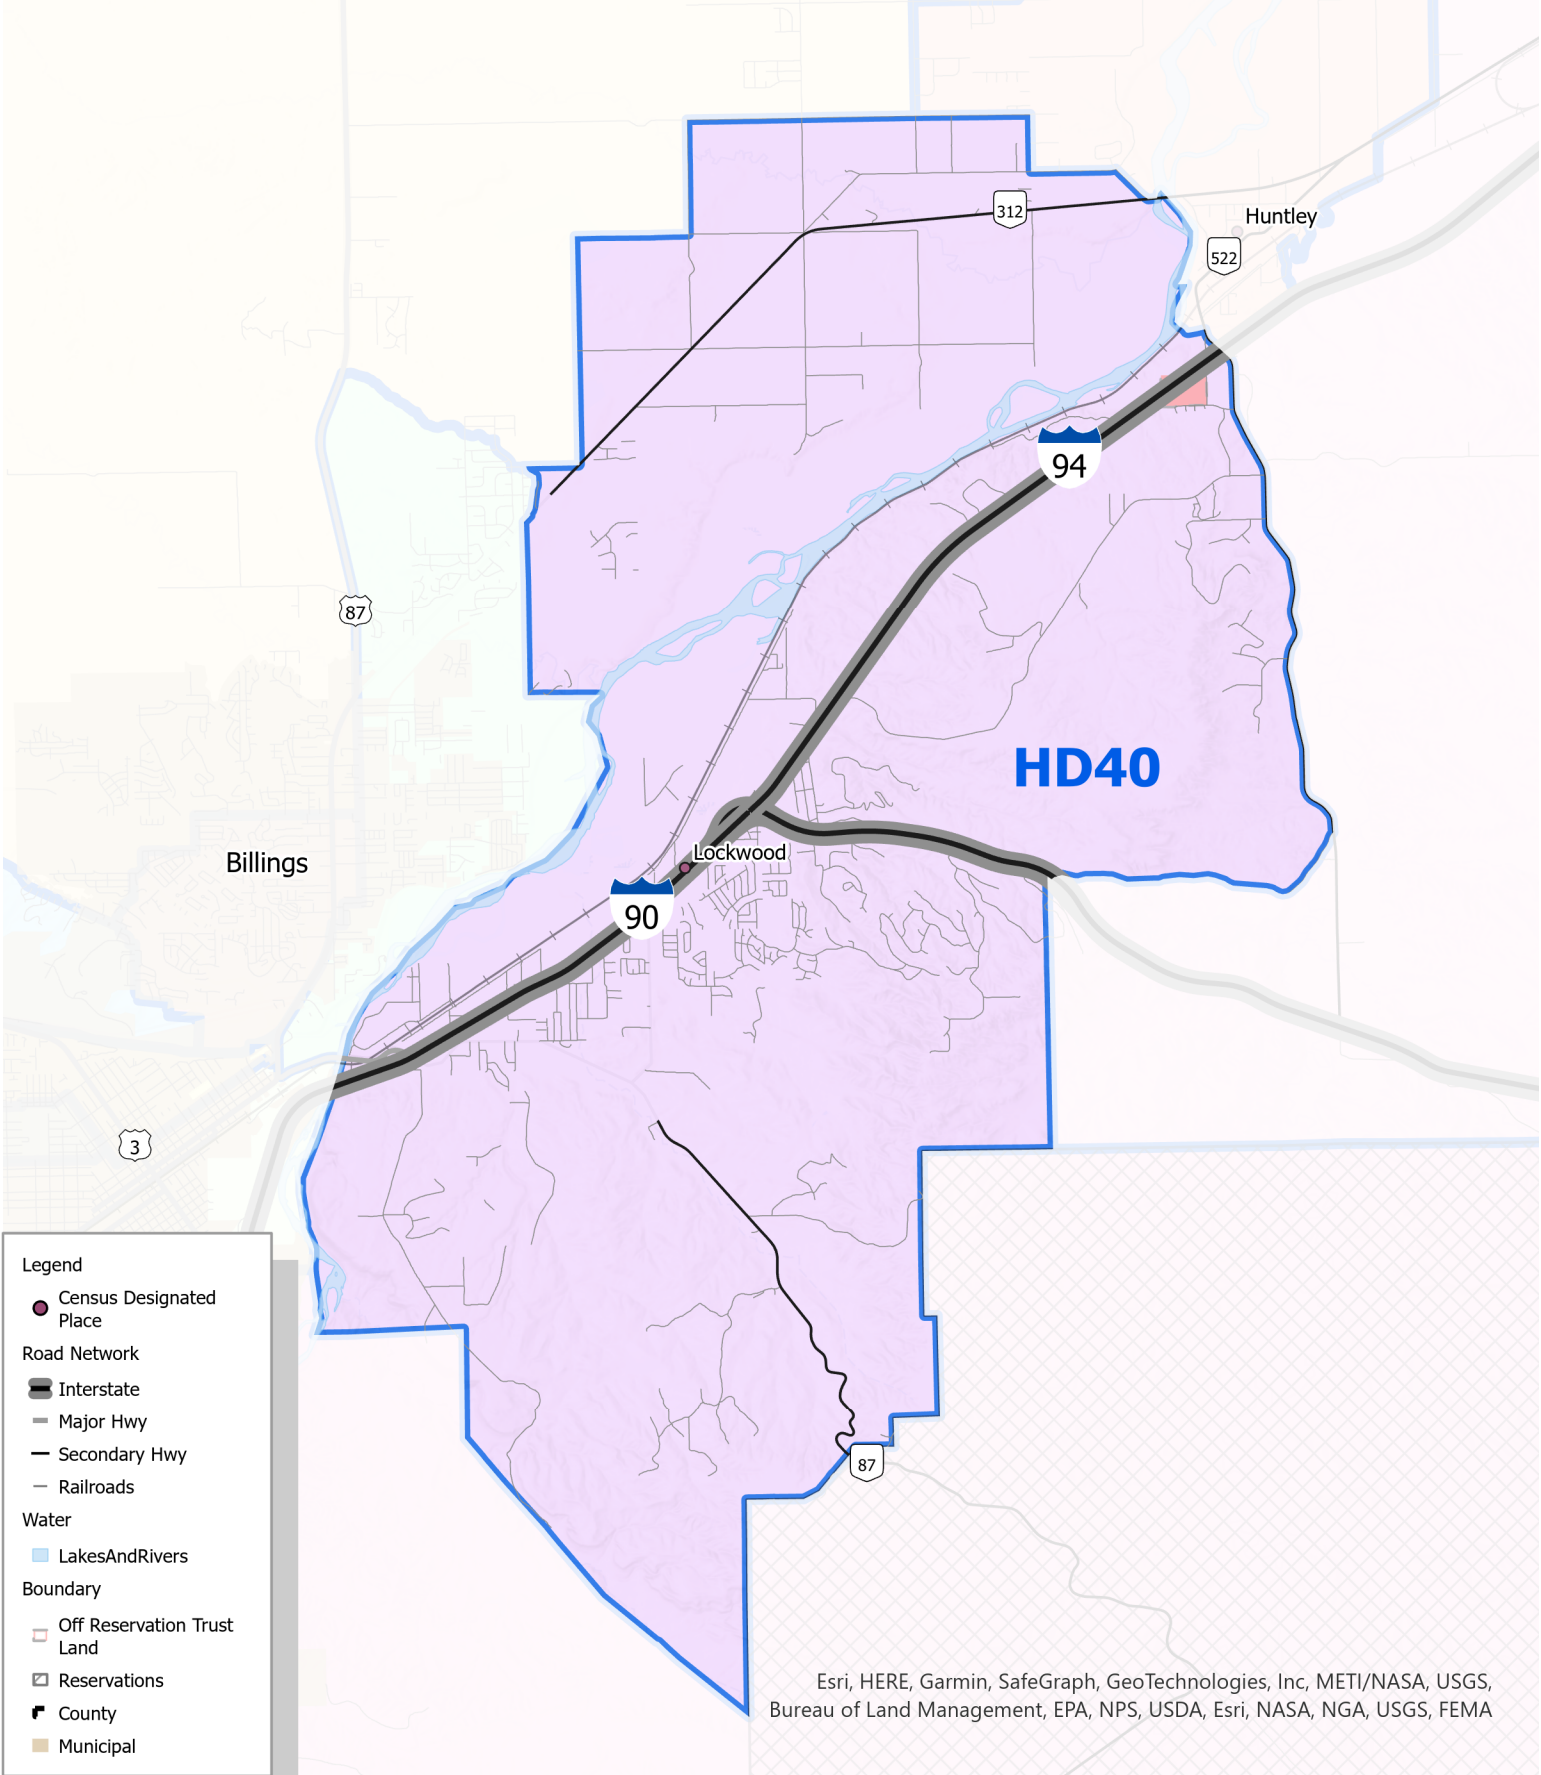 312
Huntley
522
94
87
HD40
Lockwood
Billings
90
3
87
Legend
Census Designated
Place
Road Network
Interstate
Major Hwy
Secondary Hwy
Railroads
Water
LakesAndRivers
Boundary
Off Reservation Trust
Land
Reservations
County
Municipal
Esri, HERE, Garmin, SafeGraph, GeoTechnologies, Inc, METI/NASA, USGS,
Bureau of Land Management, EPA, NPS, USDA, Esri, NASA, NGA, USGS, FEMA